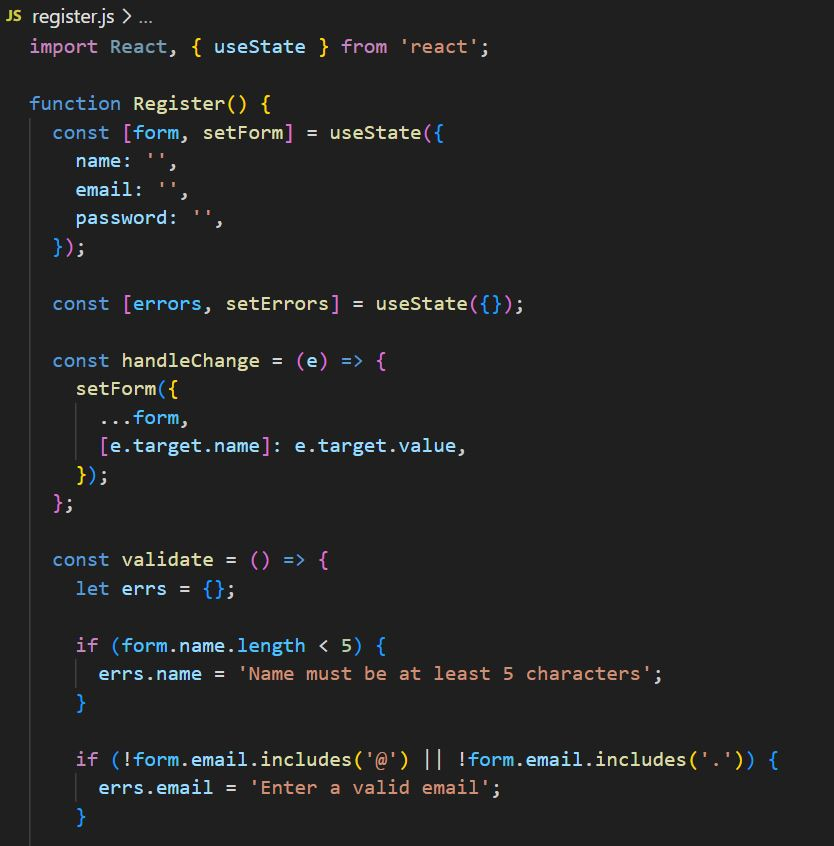 JS register.js > ...
import React, { useState } from 'react';

function Register() {
  const [form, setForm] = useState({
    name: '',
    email: '',
    password: '',
  });

  const [errors, setErrors] = useState({});

  const handleChange = (e) => {
    setForm({
      ...form,
      [e.target.name]: e.target.value,
    });
  };

  const validate = () => {
    let errs = {};

    if (form.name.length < 5) {
      errs.name = 'Name must be at least 5 characters';
    }

    if (!form.email.includes('@') || !form.email.includes('.')) {
      errs.email = 'Enter a valid email';
    }